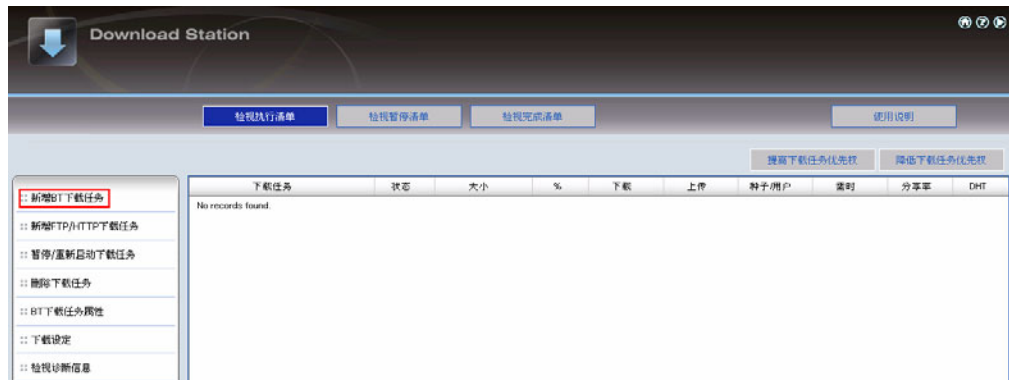 Download Station
检视执行清单
检视暂停清单
检视完成清单
使用说明
提高下载任务优先权
降低下载任务优先权
下载任务 状态 大小 % 下载 上传 种子/用户 需时 分享率 DHT
No records found.
:: 新增BT下载任务
:: 新增FTP/HTTP下载任务
:: 暂停/重新启动下载任务
:: 删除下载任务
:: BT下载任务属性
:: 下载设定
:: 检视诊断信息